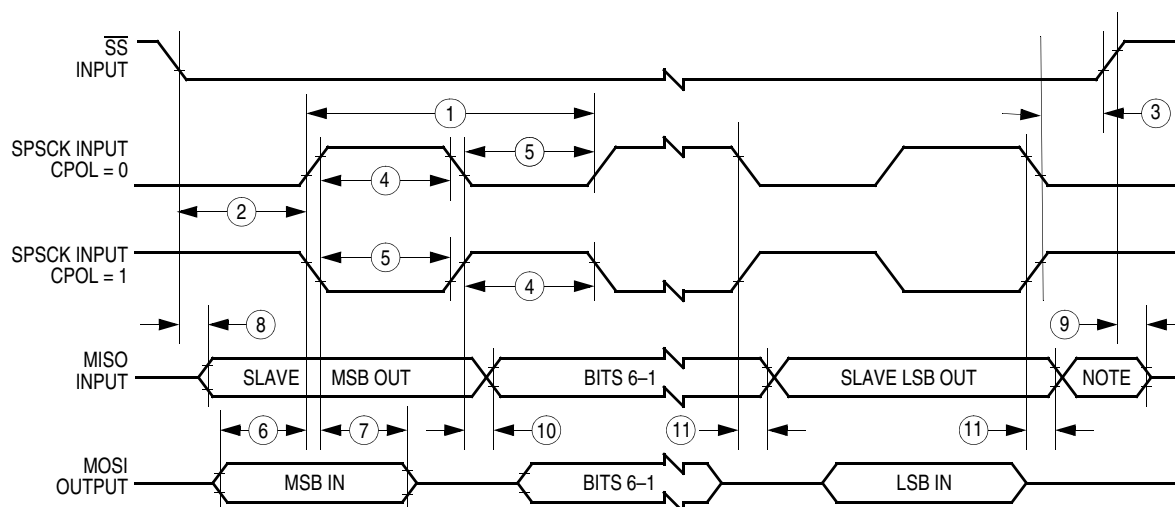 SS
INPUT
1
3
SPSCK INPUT
CPOL = 0
5
4
2
SPSCK INPUT
CPOL = 1
5
4
8
9
MISO
INPUT
SLAVE MSB OUT
BITS 6–1
SLAVE LSB OUT
NOTE
6
7
10
11
11
MOSI
OUTPUT
MSB IN
BITS 6–1
LSB IN